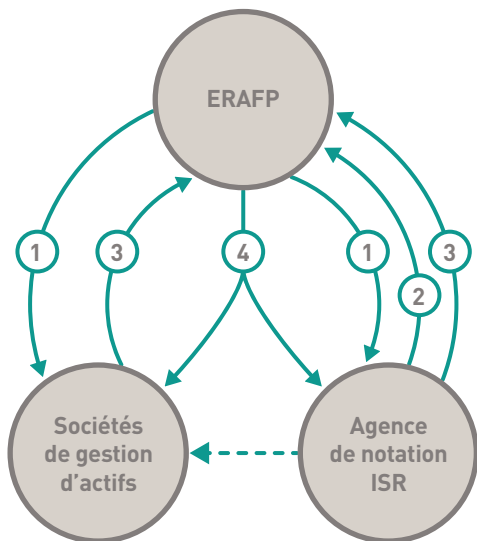 ERAFP
1
3
4
1
3
2
Sociétés
de gestion
d'actifs
Agence
de notation
ISR